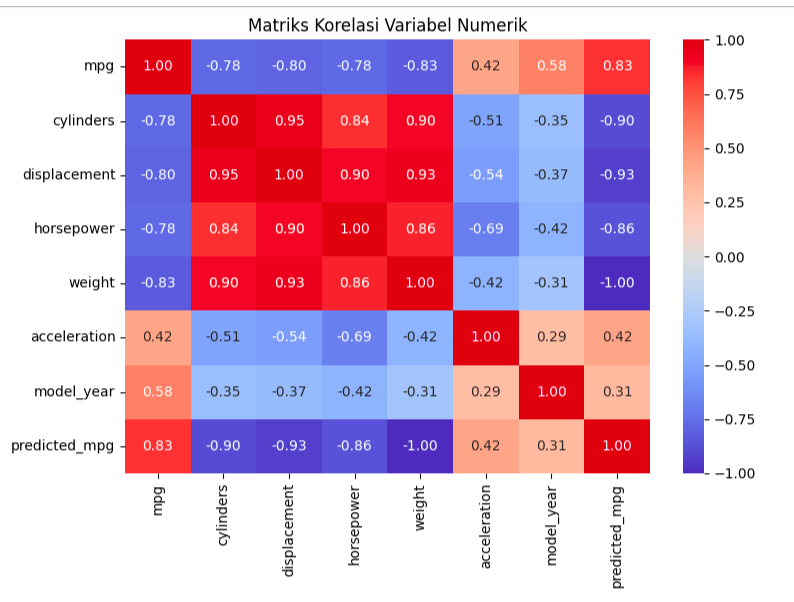 Matriks Korelasi Variabel Numerik
mpg 1.00 -0.78 -0.80 -0.78 -0.83 0.42 0.58 0.83
cylinders -0.78 1.00 0.95 0.84 0.90 -0.51 -0.35 -0.90
displacement -0.80 0.95 1.00 0.90 0.93 -0.54 -0.37 -0.93
horsepower -0.78 0.84 0.90 1.00 0.86 -0.69 -0.42 -0.86
weight -0.83 0.90 0.93 0.86 1.00 -0.42 -0.31 -1.00
acceleration 0.42 -0.51 -0.54 -0.69 -0.42 1.00 0.29 0.42
model_year 0.58 -0.35 -0.37 -0.42 -0.31 0.29 1.00 0.31
predicted_mpg 0.83 -0.90 -0.93 -0.86 -1.00 0.42 0.31 1.00
mpg
cylinders
displacement
horsepower
weight
acceleration
model_year
predicted_mpg
1.00
0.75
0.50
0.25
0.00
−0.25
−0.50
−0.75
−1.00